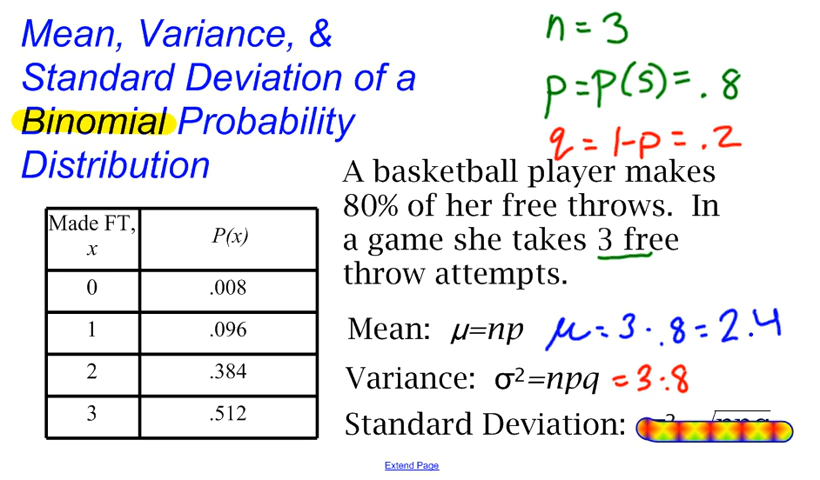 Mean, Variance, &
Standard Deviation of a
Binomial Probability
Distribution
n = 3
p = P(S) = .8
q = 1-p = .2
A basketball player makes
80% of her free throws. In
a game she takes 3 free
throw attempts.
Made FT, x P(x)
0 .008
1 .096
2 .384
3 .512
Mean: μ=np μ = 3 · .8 = 2.4
Variance: σ²=npq = 3 · 8
Standard Deviation:
Extend Page